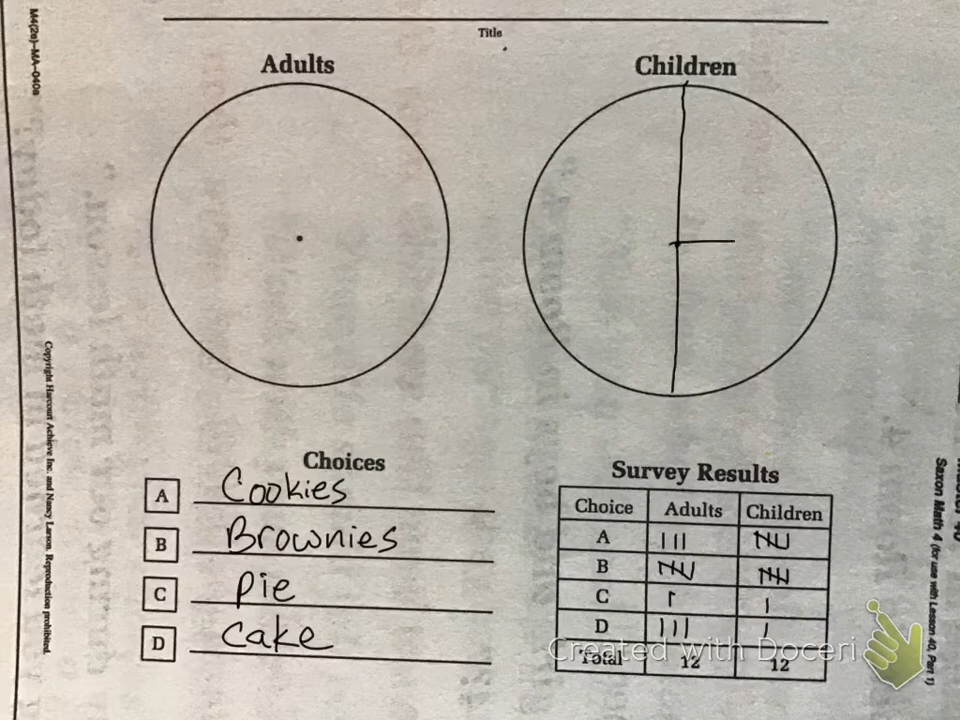 Title
Adults
Children
Choices
A Cookies
B Brownies
C Pie
D Cake
Survey Results
Choice Adults Children
A
B
C
D
Total 12 12
Created with Doceri
M4(2e)–MA–040a
Copyright Harcourt Achieve Inc. and Nancy Larson. Reproduction prohibited.
Saxon Math 4 (for use with Lesson 40, Part 1)